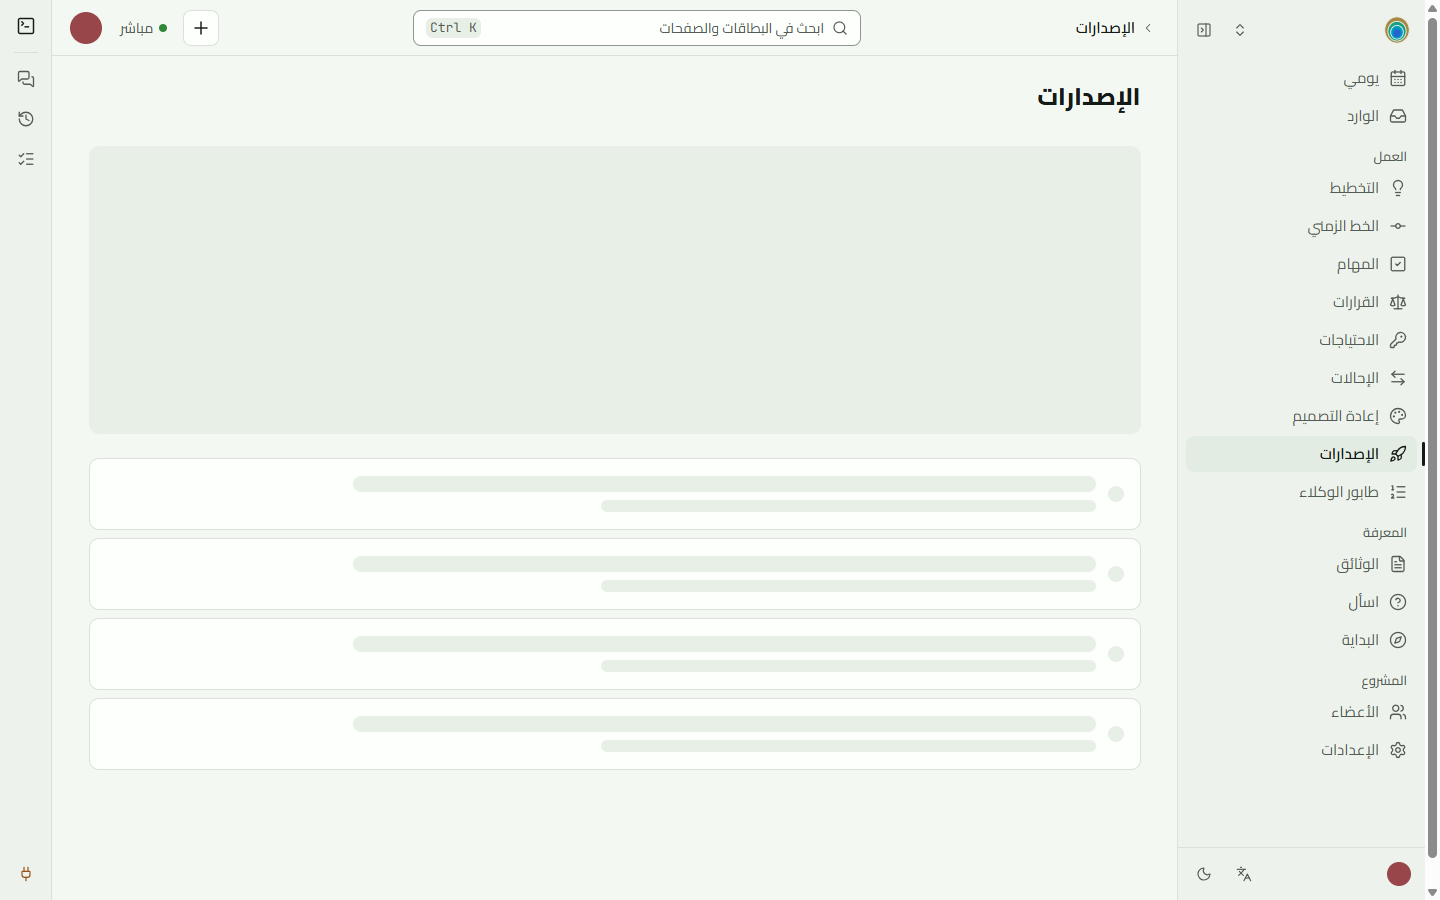 يومي
الوارد
العمل
التخطيط
الخط الزمني
المهام
القرارات
الاحتياجات
الإحالات
إعادة التصميم
الإصدارات
طابور الوكلاء
المعرفة
الوثائق
اسأل
البداية
المشروع
الأعضاء
الإعدادات
الإصدارات
ابحث في البطاقات والصفحات
Ctrl K
مباشر
الإصدارات